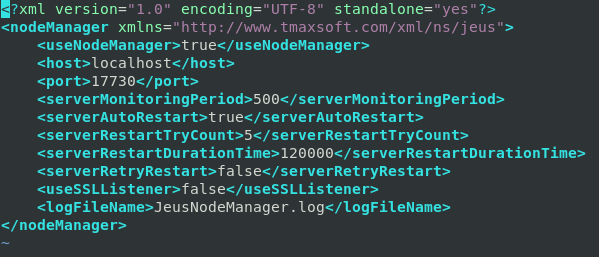 <?xml version="1.0" encoding="UTF-8" standalone="yes"?>
<nodeManager xmlns="http://www.tmaxsoft.com/xml/ns/jeus">
    <useNodeManager>true</useNodeManager>
    <host>localhost</host>
    <port>17730</port>
    <serverMonitoringPeriod>500</serverMonitoringPeriod>
    <serverAutoRestart>true</serverAutoRestart>
    <serverRestartTryCount>5</serverRestartTryCount>
    <serverRestartDurationTime>120000</serverRestartDurationTime>
    <serverRetryRestart>false</serverRetryRestart>
    <useSSLListener>false</useSSLListener>
    <logFileName>JeusNodeManager.log</logFileName>
</nodeManager>
~